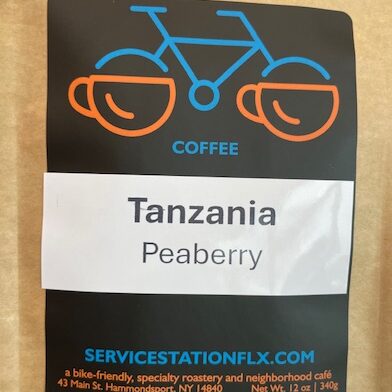 COFFEE
Tanzania
Peaberry
SERVICESTATIONFLX.COM
a bike-friendly, specialty roastery and neighborhood café
43 Main St. Hammondsport, NY 14840 Net Wt. 12 oz | 340g